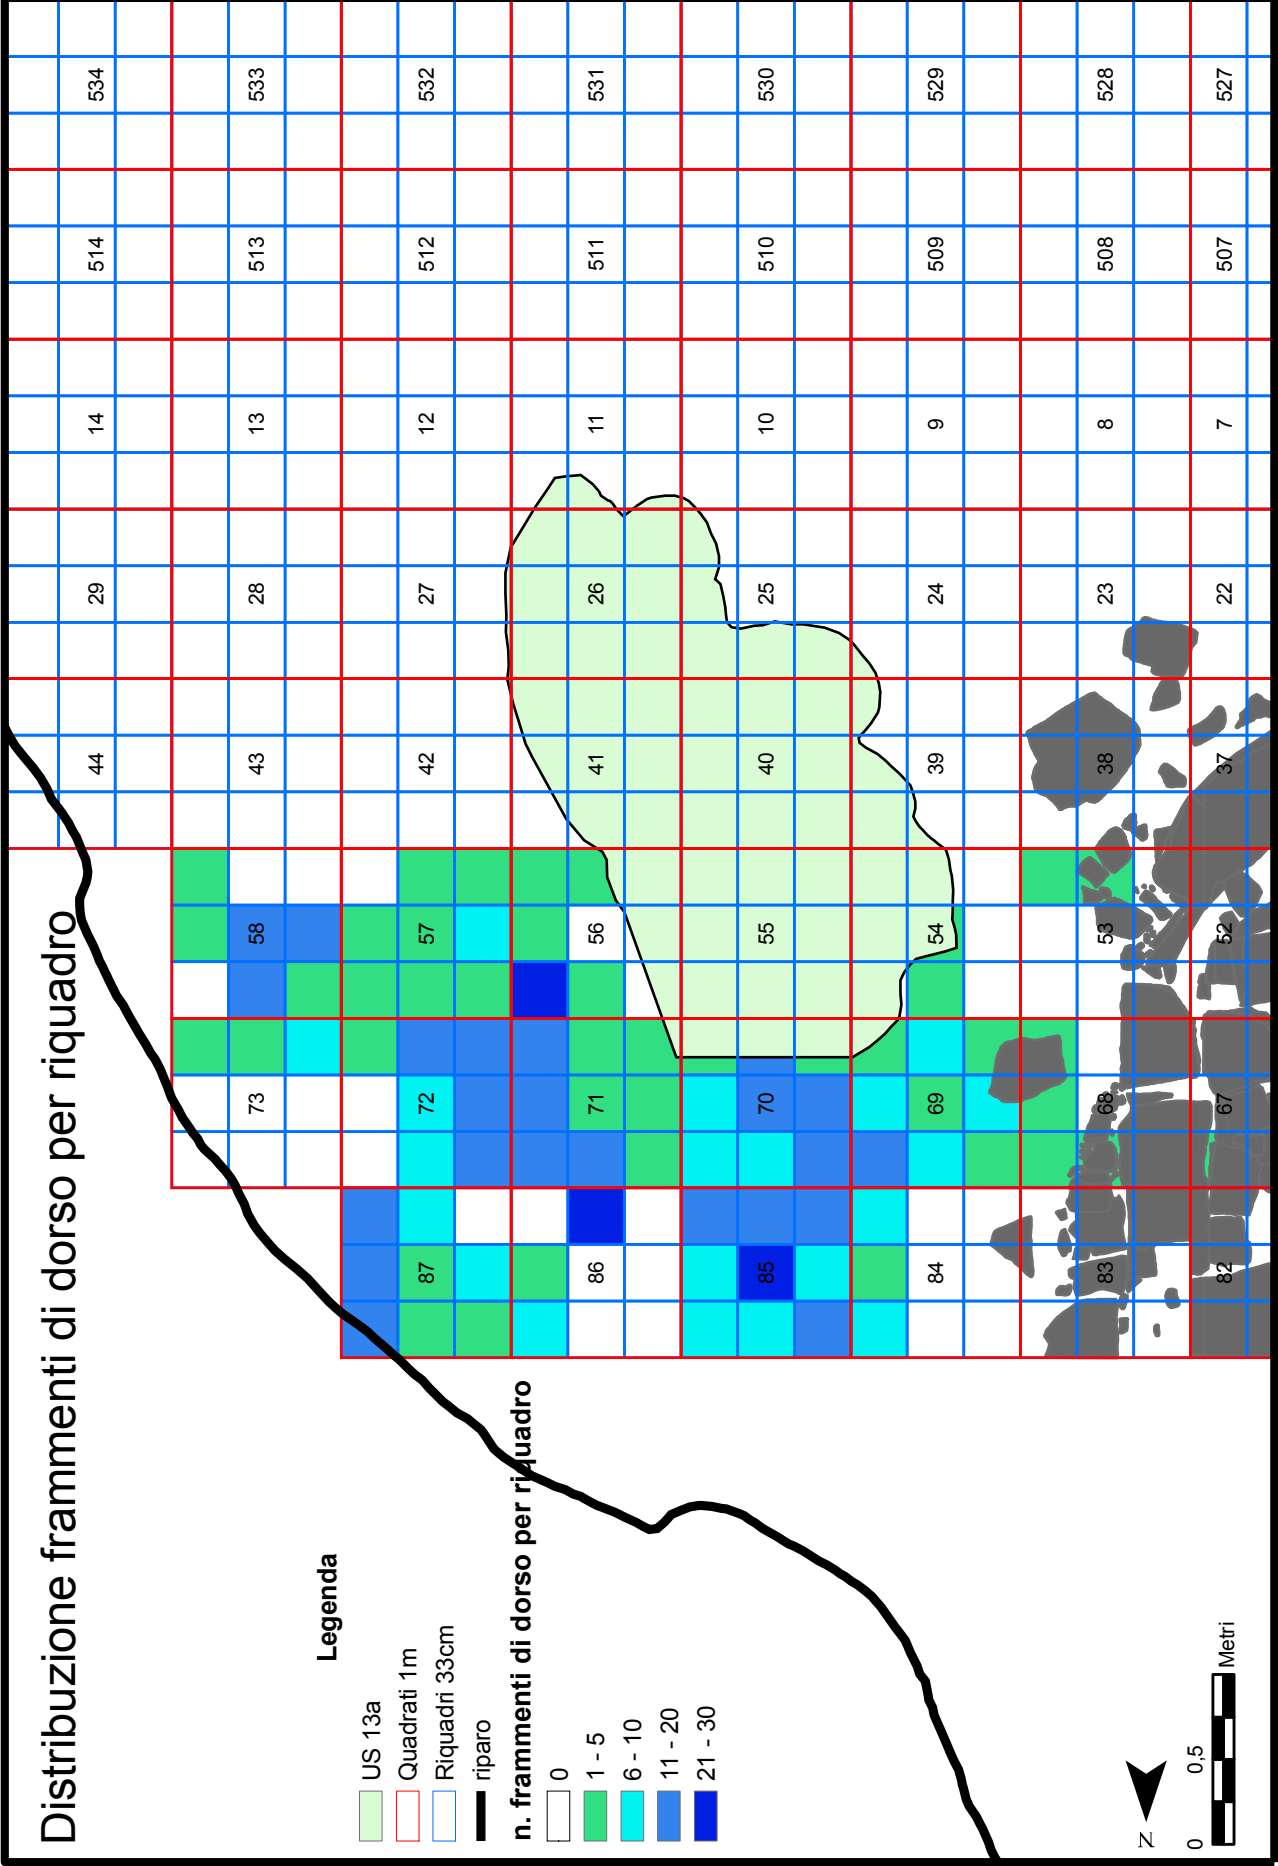 Distribuzione frammenti di dorso per riquadro
534 533 532 531 530 529 528 527
514 513 512 511 510 509 508 507
14 13 12 11 10 9 8 7
29 28 27 26 25 24 23 22
44 43 42 41 40 39 38 37
58 57 56 55 54 53 52
73 72 71 70 69 68 67
87 86 85 84 83 82
Legenda
US 13a
Quadrati 1m
Riquadri 33cm
riparo
n. frammenti di dorso per riquadro
0
1 - 5
6 - 10
11 - 20
21 - 30
N
0 0,5
Metri